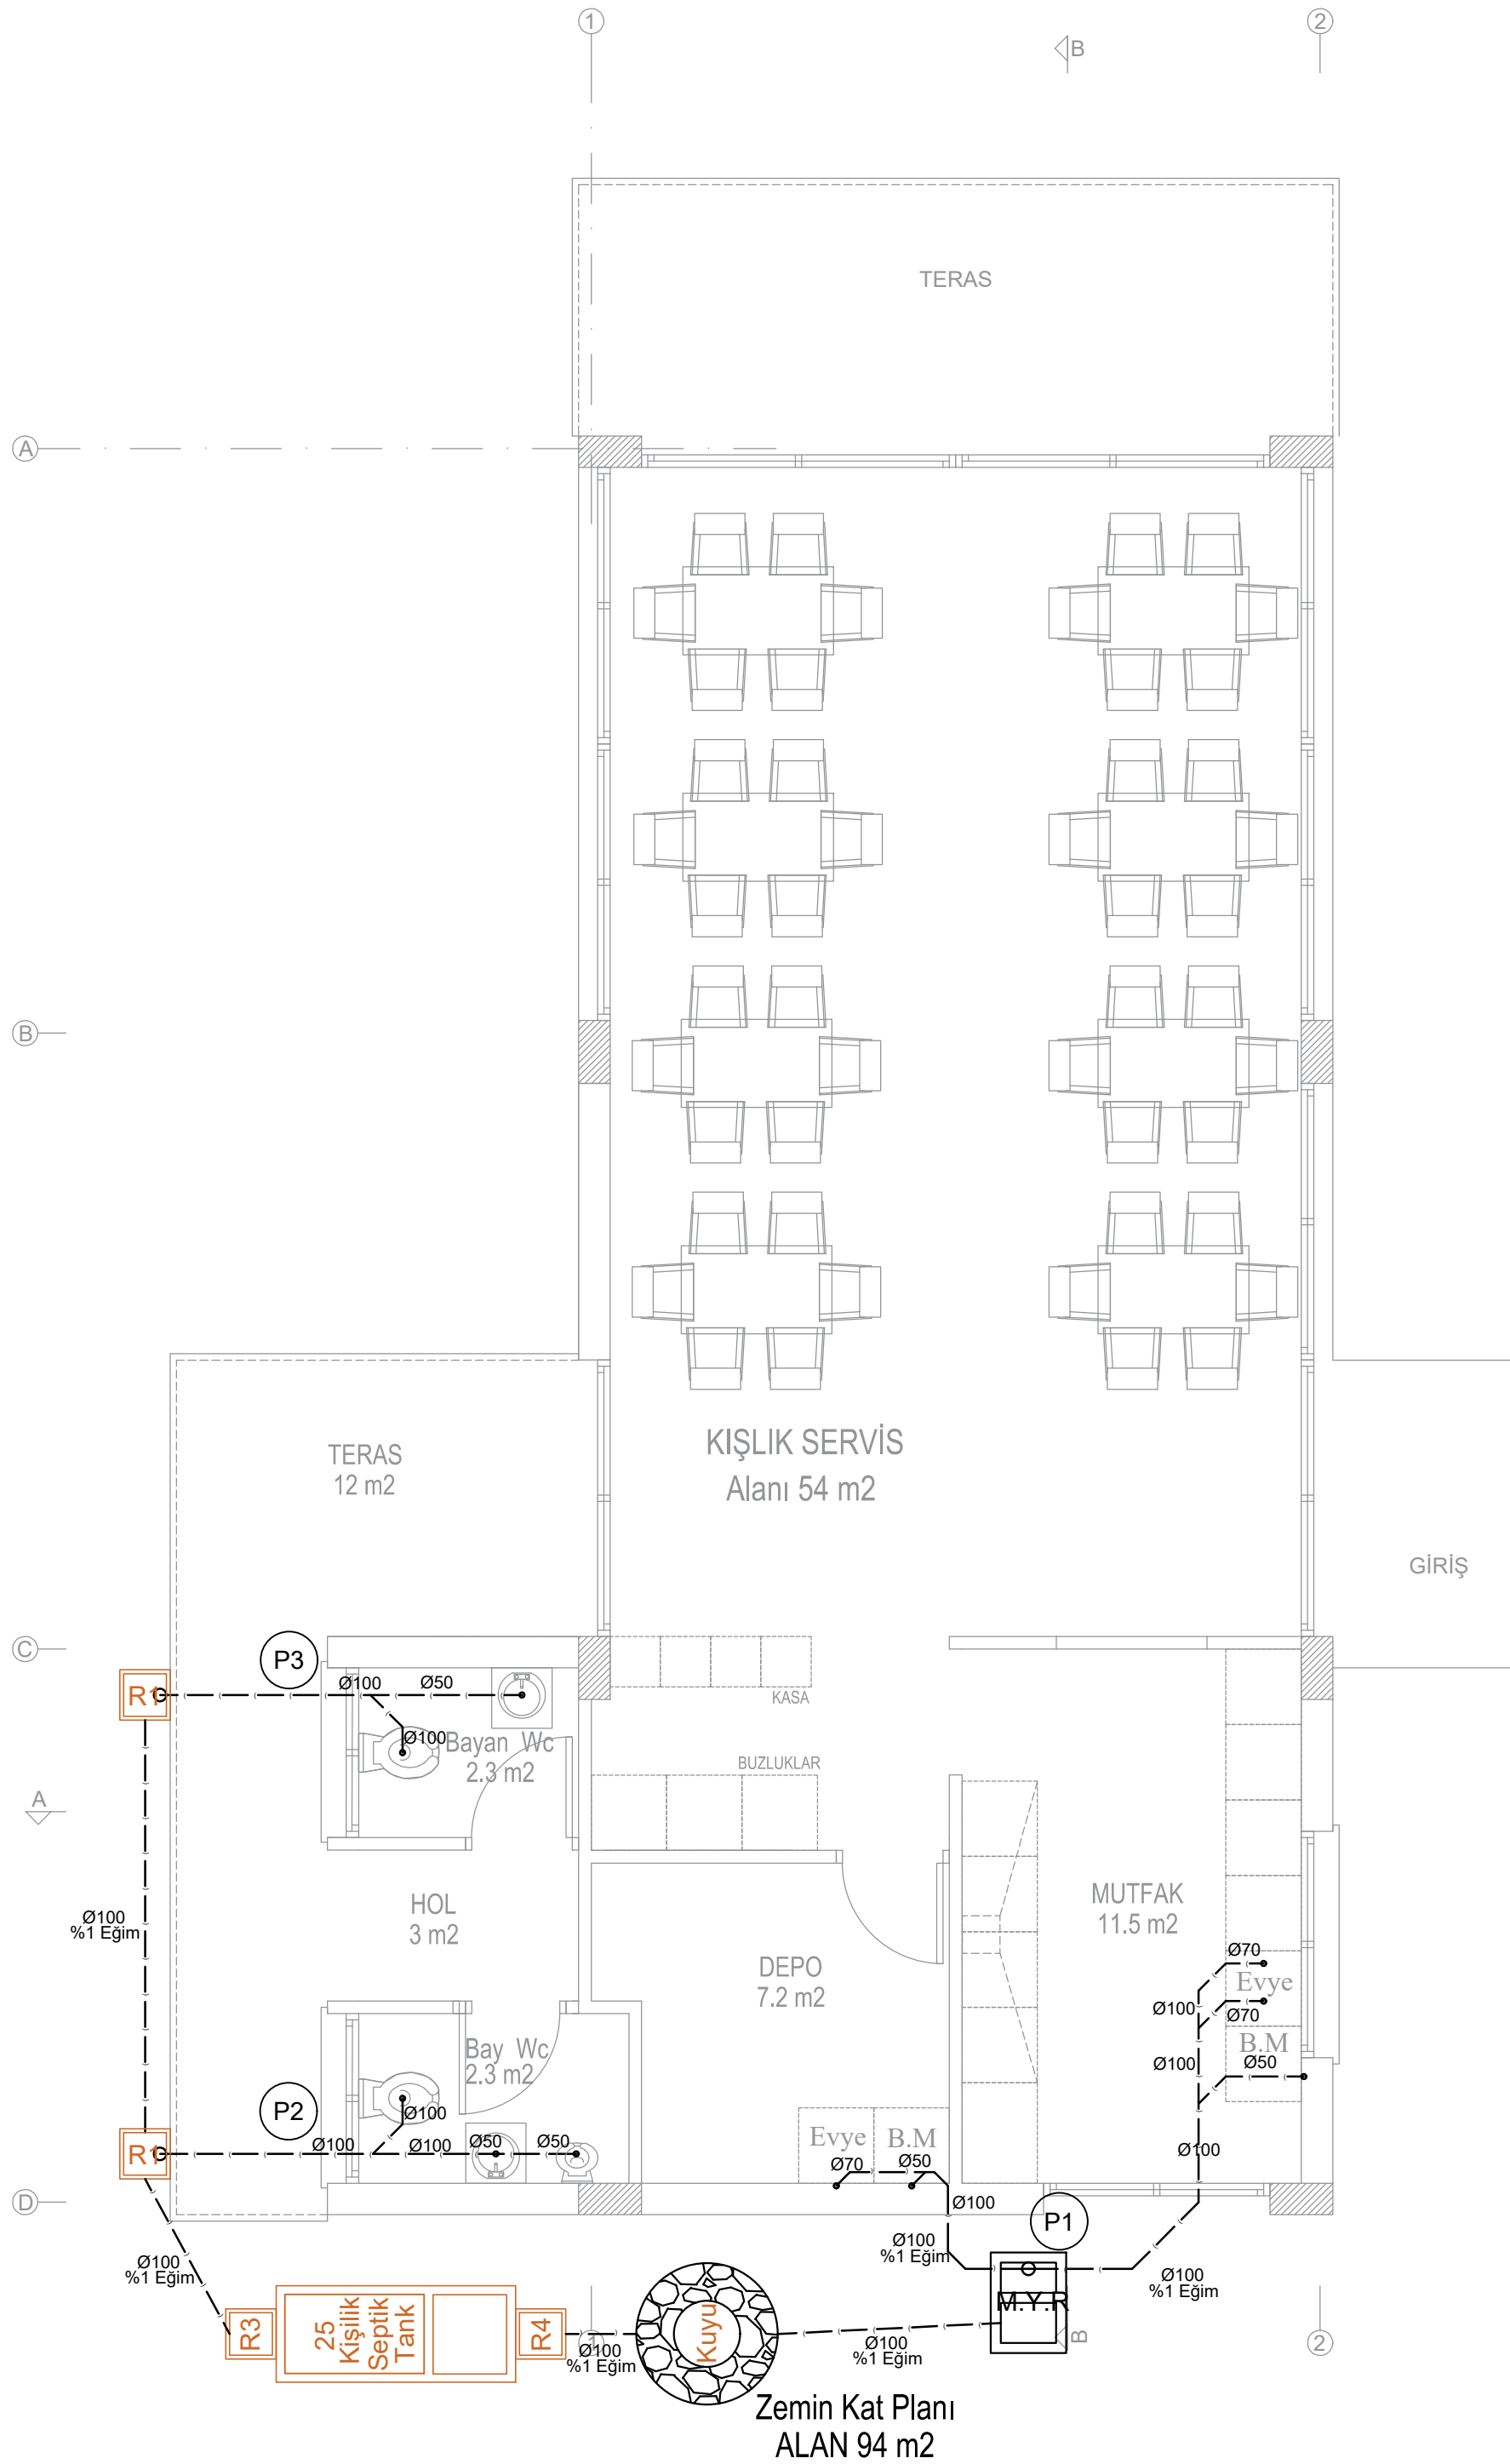 1
2
B
TERAS
A
B
KIŞLIK SERVİS
Alanı 54 m2
TERAS
12 m2
GİRİŞ
C
P3
Ø100
Ø50
R1
KASA
Ø100
Bayan Wc
2.3 m2
BUZLUKLAR
A
MUTFAK
11.5 m2
HOL
3 m2
Ø100
%1 Eğim
DEPO
7.2 m2
Ø70
Evye
Ø100
Ø70
B.M
Ø100
Ø50
Bay Wc
2.3 m2
P2
Ø100
Ø100
Ø100
Ø50
Ø50
R1
Evye
B.M
Ø70
Ø50
Ø100
D
Ø100
P1
Ø100
%1 Eğim
Ø100
%1 Eğim
Ø100
%1 Eğim
M.Y.R
R3
25
Kişilik
Septik
Tank
R4
1
Ø100
%1 Eğim
Kuyu
Ø100
%1 Eğim
B
2
Zemin Kat Planı
ALAN 94 m2